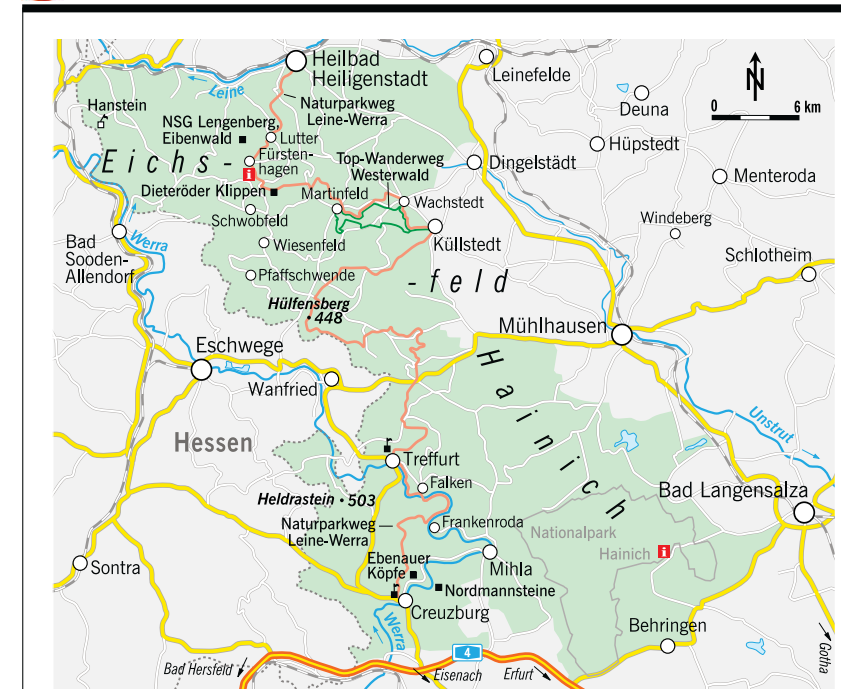 Heilbad
Heiligenstadt
Leinefelde
Leine
N
0 6 km
Deuna
Hanstein
Naturparkweg
Leine-Werra
NSG Lengenberg,
Eibenwald
Lutter
Hüpstedt
Eichs-
Fürsten-
hagen
i
Top-Wanderweg
Westerwald
Dingelstädt
Menteroda
Dieteröder Klippen
Martinfeld
Wachstedt
Schwobfeld
Küllstedt
Windeberg
Bad
Sooden-
Allendorf
Werra
Wiesenfeld
Schlotheim
Pfaffschwende
-feld
Hülfensberg
448
Mühlhausen
Eschwege
Wanfried
Hainich
Unstrut
Hessen
Treffurt
Falken
Bad Langensalza
Heldrastein 503
Naturparkweg
Leine-Werra
Frankenroda
Nationalpark
Hainich i
Ebenauer
Köpfe
Mihla
Sontra
Nordmannsteine
Creuzburg
Werra
Behringen
4
Bad Hersfeld
Eisenach
Erfurt
Gotha